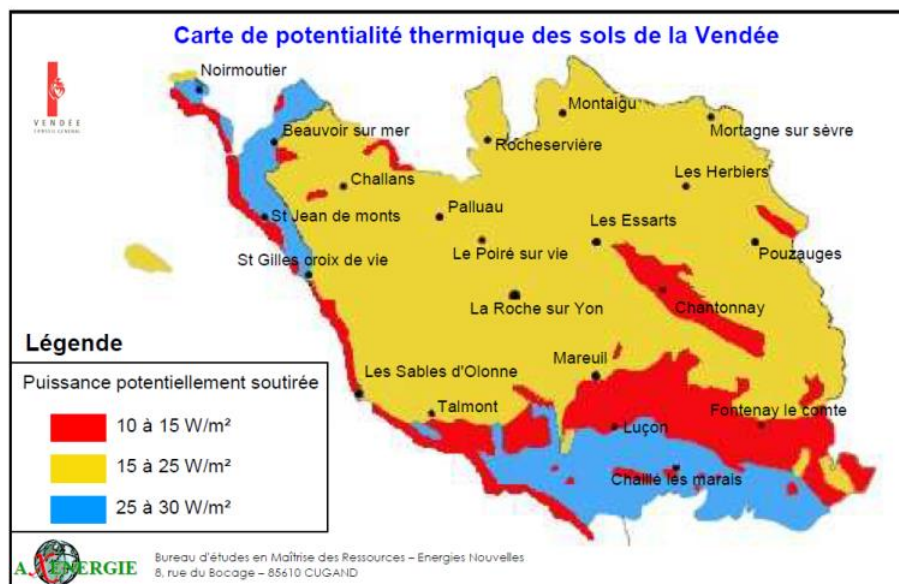 Carte de potentialité thermique des sols de la Vendée
VENDÉE
CONSEIL GENERAL
Noirmoutier
Montaigu
Mortagne sur sèvre
Beauvoir sur mer
Rocheservière
Challans
Les Herbiers
St Jean de monts
Palluau
Les Essarts
Le Poiré sur vie
Pouzauges
St Gilles croix de vie
La Roche sur Yon
Chantonnay
Légende
Mareuil
Puissance potentiellement soutirée
Les Sables d'Olonne
10 à 15 W/m²
Talmont
Fontenay le comte
Luçon
15 à 25 W/m²
Chaillé les marais
25 à 30 W/m²
A.XENERGIE
Bureau d'études en Maîtrise des Ressources – Energies Nouvelles
8, rue du Bocage – 85610 CUGAND